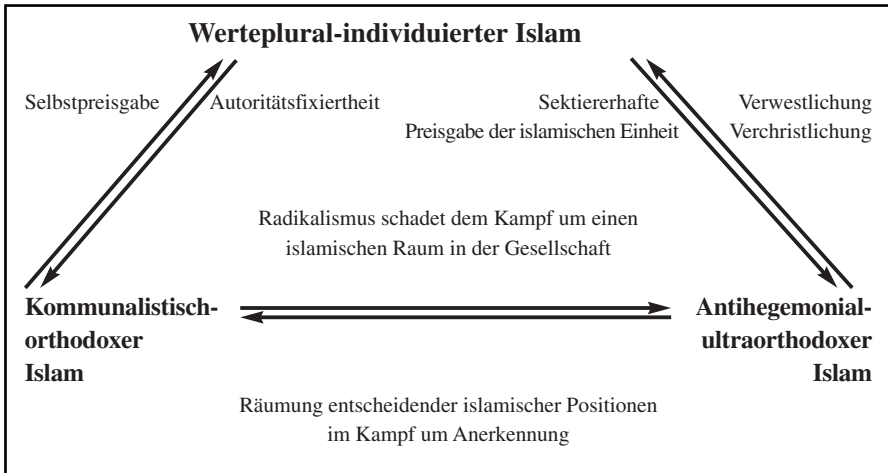 Werteplural-individuierter Islam
Selbstpreisgabe
Autoritätsfixiertheit
Sektiererhafte
Preisgabe der islamischen Einheit
Verwestlichung
Verchristlichung
Radikalismus schadet dem Kampf um einen
islamischen Raum in der Gesellschaft
Kommunalistisch-
orthodoxer
Islam
Antihegemonial-
ultraorthodoxer
Islam
Räumung entscheidender islamischer Positionen
im Kampf um Anerkennung